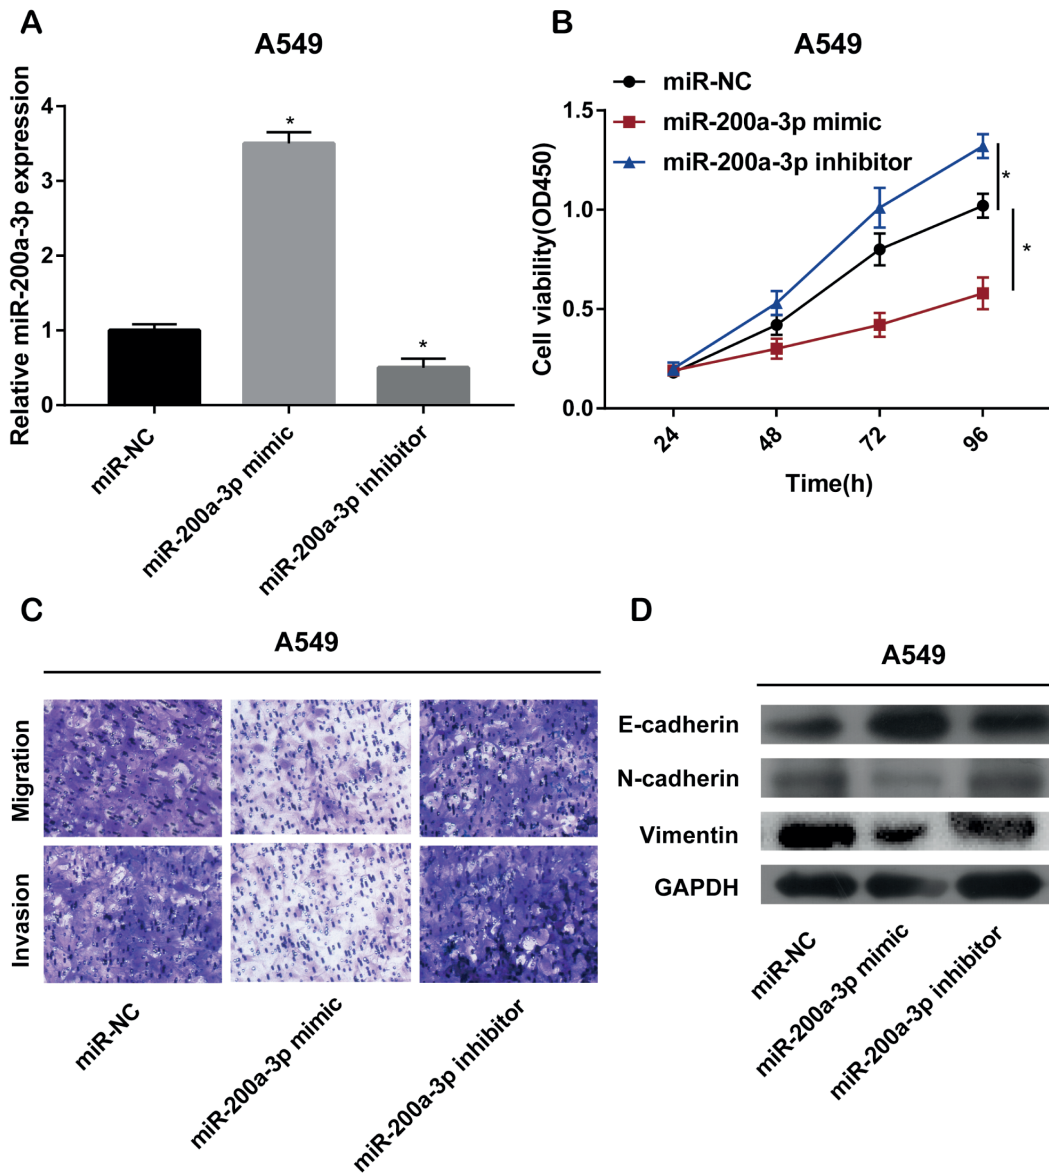 A
A549
Relative miR-200a-3p expression
4
3
2
1
0
*
*
miR-NC
miR-200a-3p mimic
miR-200a-3p inhibitor
B
A549
miR-NC
miR-200a-3p mimic
miR-200a-3p inhibitor
Cell viability(OD450)
1.5
1.0
0.5
0.0
*
*
24
48
72
96
Time(h)
C
A549
Migration
Invasion
miR-NC
miR-200a-3p mimic
miR-200a-3p inhibitor
D
A549
E-cadherin
N-cadherin
Vimentin
GAPDH
miR-NC
miR-200a-3p mimic
miR-200a-3p inhibitor